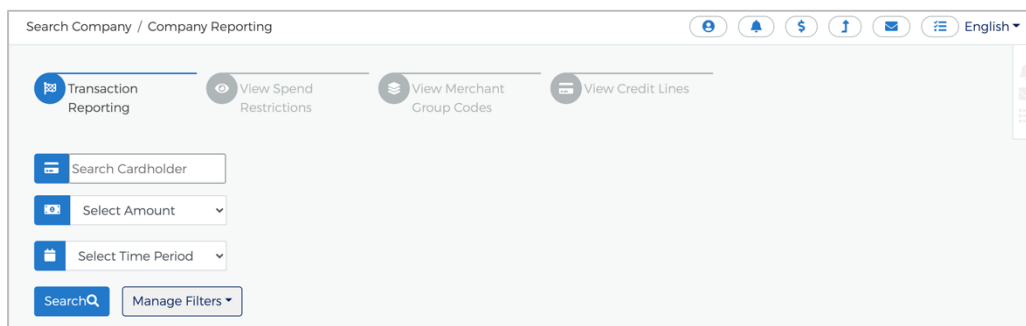 Search Company / Company Reporting
English
Transaction Reporting
View Spend Restrictions
View Merchant Group Codes
View Credit Lines
Search Cardholder
Select Amount
Select Time Period
Search
Manage Filters